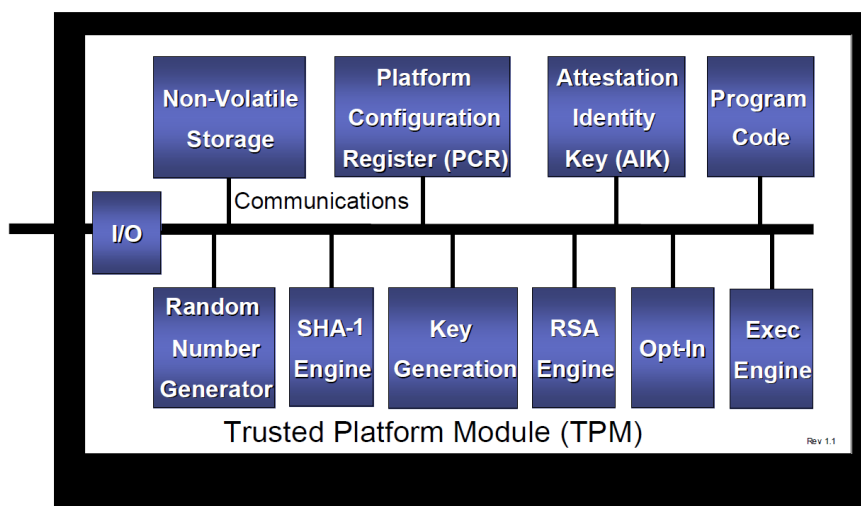 Non-Volatile
Storage
Platform
Configuration
Register (PCR)
Attestation
Identity
Key (AIK)
Program
Code
Communications
I/O
Random
Number
Generator
SHA-1
Engine
Key
Generation
RSA
Engine
Opt-In
Exec
Engine
Trusted Platform Module (TPM)
Rev 1.1